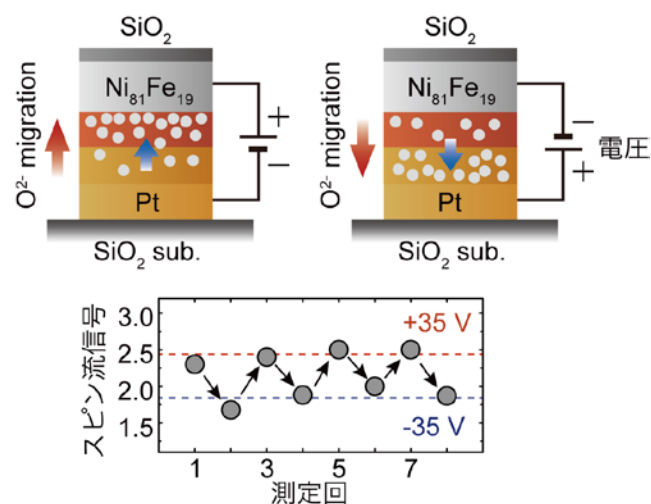 SiO₂
Ni₈₁Fe₁₉
Pt
SiO₂ sub.
O²⁻ migration
+
−
SiO₂
Ni₈₁Fe₁₉
Pt
SiO₂ sub.
O²⁻ migration
−
+
電圧
スピン流信号
3.0
2.5
2.0
1.5
+35 V
-35 V
1 3 5 7
測定回